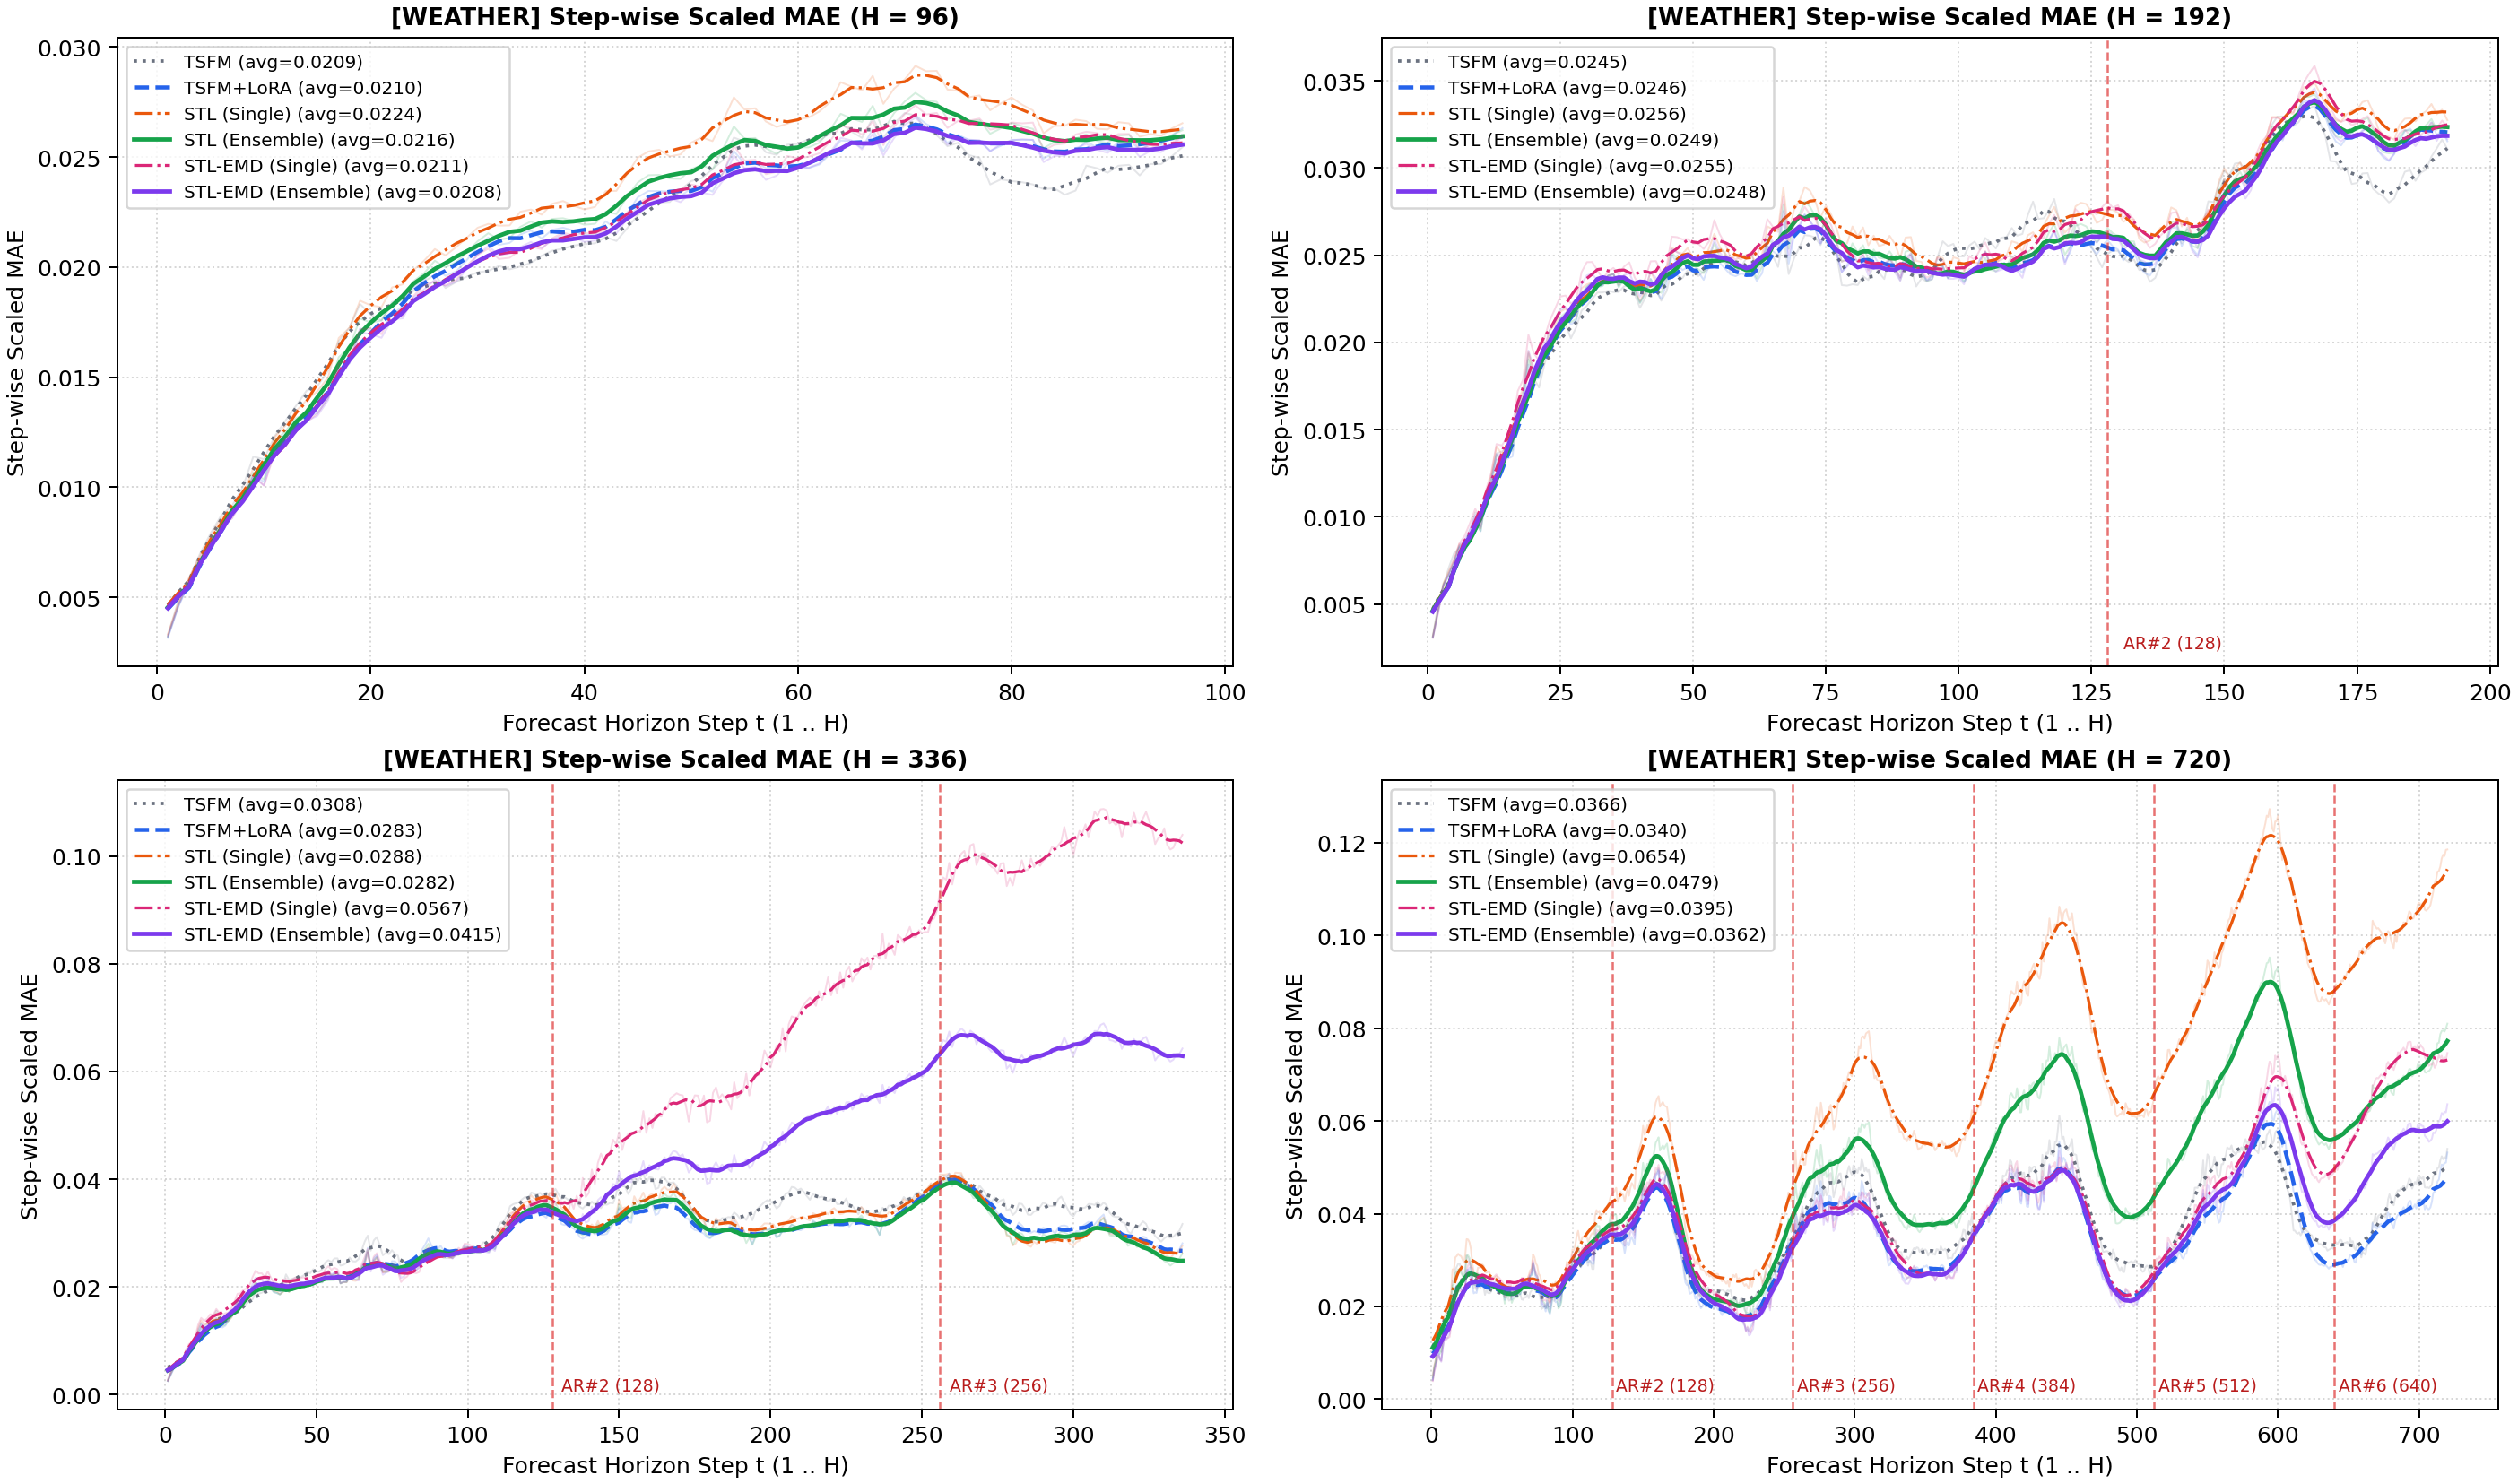 [WEATHER] Step-wise Scaled MAE (H = 96)
Step-wise Scaled MAE
0.030
0.025
0.020
0.015
0.010
0.005
TSFM (avg=0.0209)
TSFM+LoRA (avg=0.0210)
STL (Single) (avg=0.0224)
STL (Ensemble) (avg=0.0216)
STL-EMD (Single) (avg=0.0211)
STL-EMD (Ensemble) (avg=0.0208)
0 20 40 60 80 100
Forecast Horizon Step t (1 .. H)
[WEATHER] Step-wise Scaled MAE (H = 192)
Step-wise Scaled MAE
0.035
0.030
0.025
0.020
0.015
0.010
0.005
TSFM (avg=0.0245)
TSFM+LoRA (avg=0.0246)
STL (Single) (avg=0.0256)
STL (Ensemble) (avg=0.0249)
STL-EMD (Single) (avg=0.0255)
STL-EMD (Ensemble) (avg=0.0248)
AR#2 (128)
0 25 50 75 100 125 150 175 200
Forecast Horizon Step t (1 .. H)
[WEATHER] Step-wise Scaled MAE (H = 336)
Step-wise Scaled MAE
0.10
0.08
0.06
0.04
0.02
0.00
TSFM (avg=0.0308)
TSFM+LoRA (avg=0.0283)
STL (Single) (avg=0.0288)
STL (Ensemble) (avg=0.0282)
STL-EMD (Single) (avg=0.0567)
STL-EMD (Ensemble) (avg=0.0415)
AR#2 (128)
AR#3 (256)
0 50 100 150 200 250 300 350
Forecast Horizon Step t (1 .. H)
[WEATHER] Step-wise Scaled MAE (H = 720)
Step-wise Scaled MAE
0.12
0.10
0.08
0.06
0.04
0.02
0.00
TSFM (avg=0.0366)
TSFM+LoRA (avg=0.0340)
STL (Single) (avg=0.0654)
STL (Ensemble) (avg=0.0479)
STL-EMD (Single) (avg=0.0395)
STL-EMD (Ensemble) (avg=0.0362)
AR#2 (128)
AR#3 (256)
AR#4 (384)
AR#5 (512)
AR#6 (640)
0 100 200 300 400 500 600 700
Forecast Horizon Step t (1 .. H)